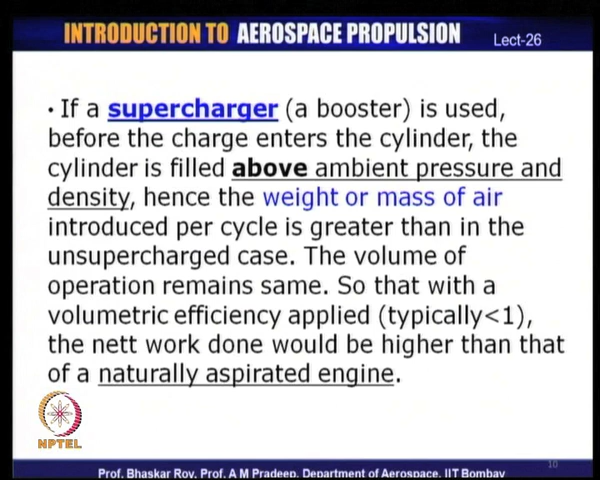 INTRODUCTION TO AEROSPACE PROPULSION
Lect-26
· If a supercharger (a booster) is used,
before the charge enters the cylinder, the
cylinder is filled above ambient pressure and
density, hence the weight or mass of air
introduced per cycle is greater than in the
unsupercharged case. The volume of
operation remains same. So that with a
volumetric efficiency applied (typically<1),
the nett work done would be higher than that
of a naturally aspirated engine.
NPTEL
10
Prof. Bhaskar Roy, Prof. A M Pradeep, Department of Aerospace, IIT Bombay